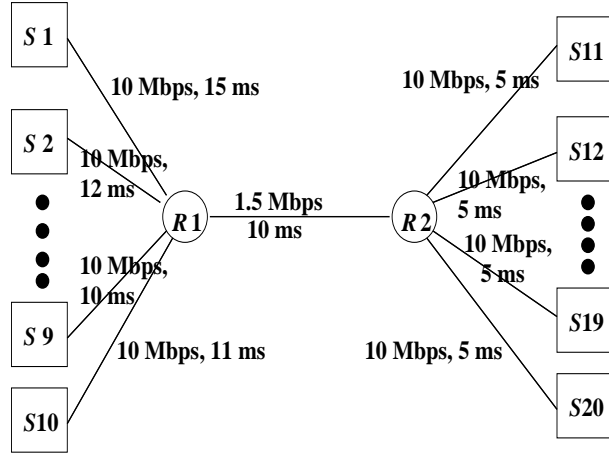 S 1
S11
10 Mbps, 15 ms
10 Mbps, 5 ms
S 2
S12
10 Mbps,
12 ms
10 Mbps,
5 ms
R 1
1.5 Mbps
10 ms
R 2
10 Mbps,
10 ms
10 Mbps,
5 ms
S 9
S19
10 Mbps, 11 ms
10 Mbps, 5 ms
S10
S20